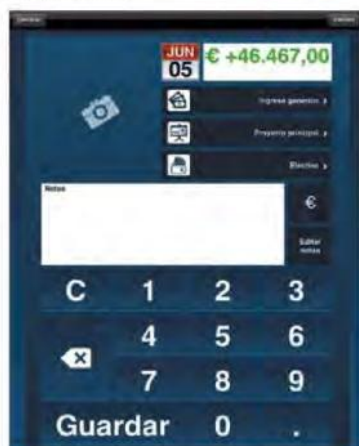 JUN
05
€ +46.467,00
Ingreso generico ›
Proyecto principal ›
Efectivo ›
Notas
€
Editar
notas
C 1 2 3
4 5 6
7 8 9
Guardar 0 .